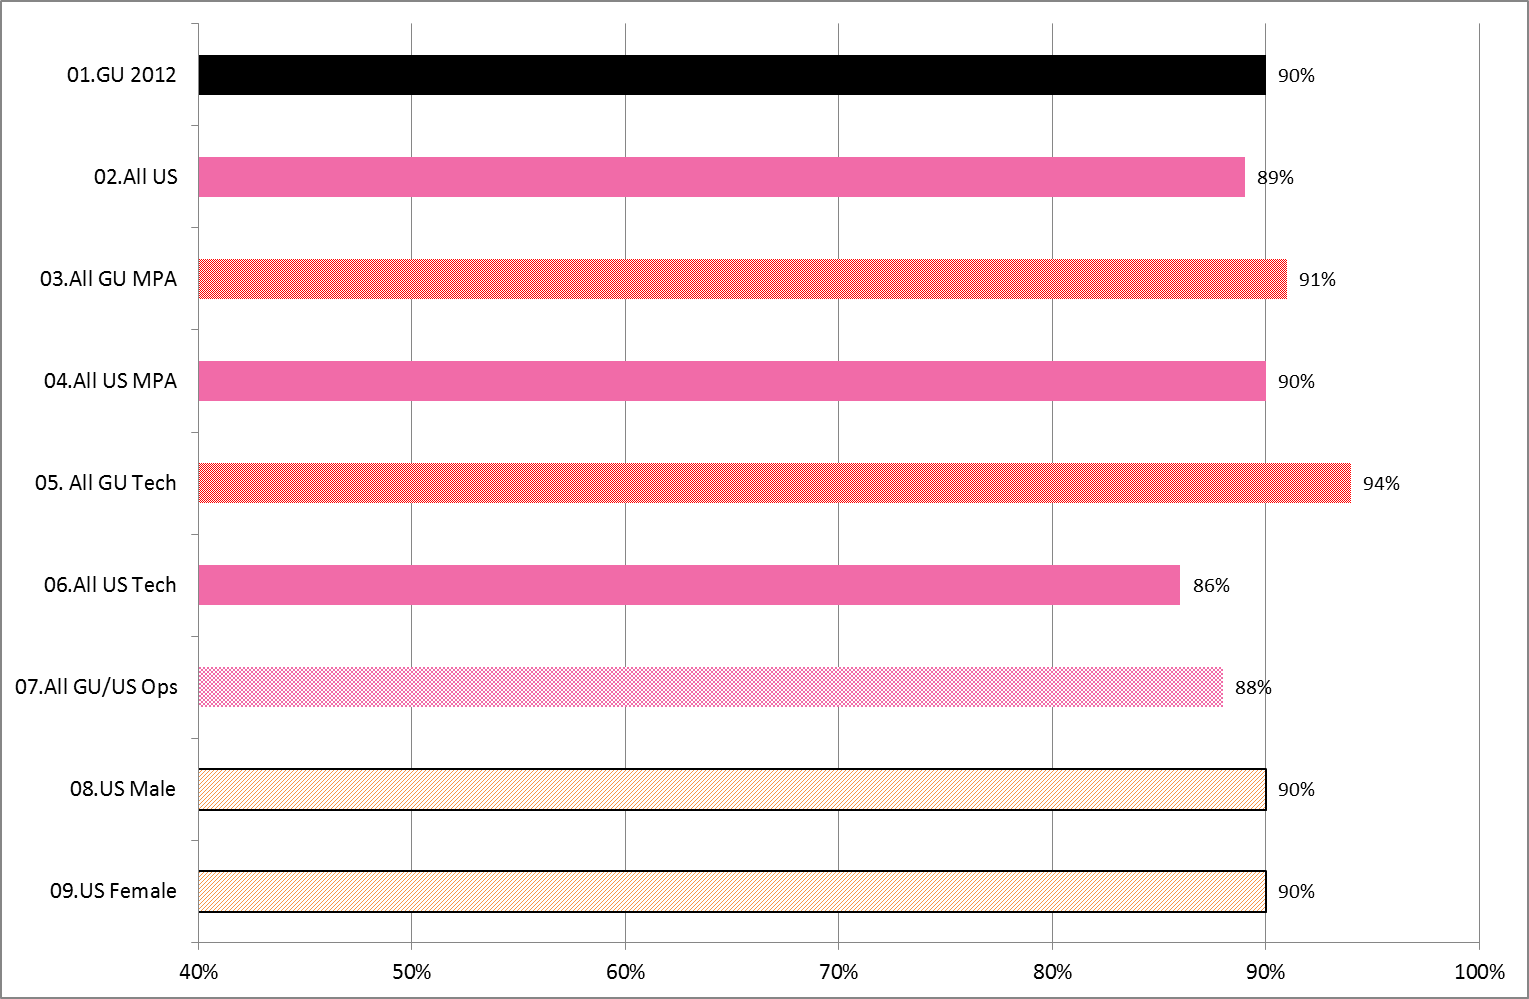 01.GU 2012 90%
02.All US 89%
03.All GU MPA 91%
04.All US MPA 90%
05. All GU Tech 94%
06.All US Tech 86%
07.All GU/US Ops 88%
08.US Male 90%
09.US Female 90%
40% 50% 60% 70% 80% 90% 100%